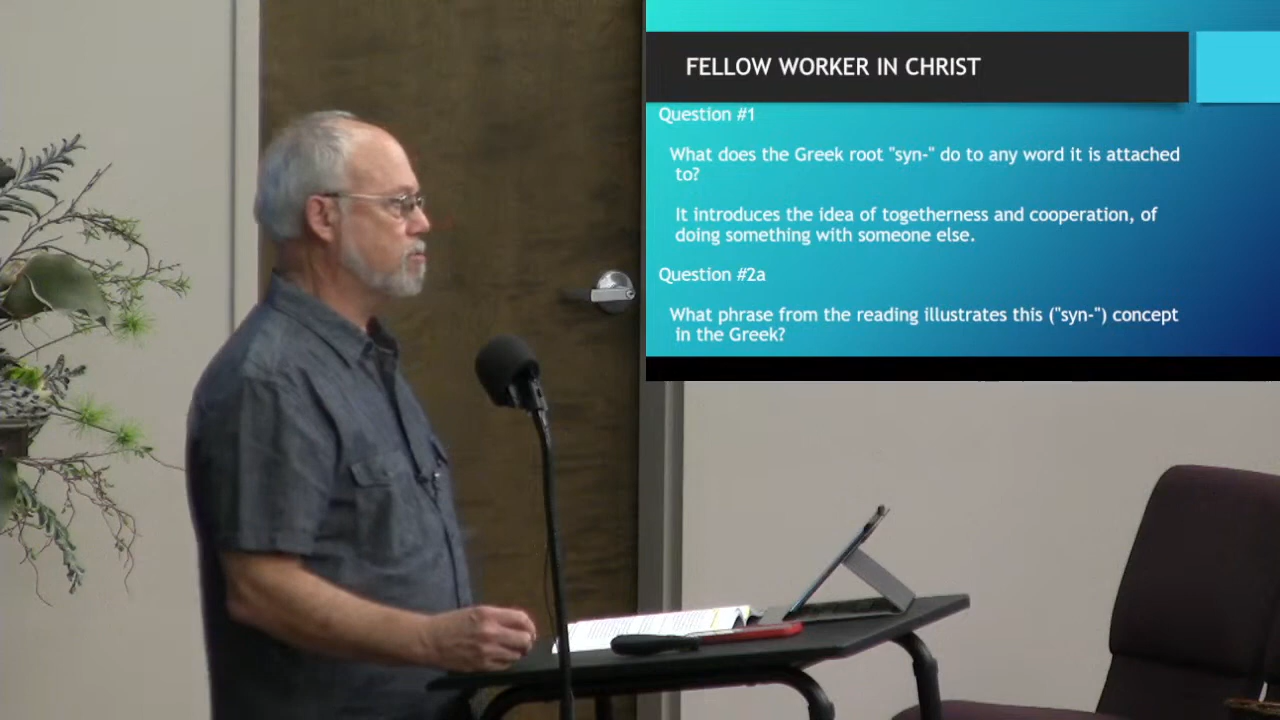 FELLOW WORKER IN CHRIST
Question #1
What does the Greek root "syn-" do to any word it is attached
to?
It introduces the idea of togetherness and cooperation, of
doing something with someone else.
Question #2a
What phrase from the reading illustrates this ("syn-") concept
in the Greek?